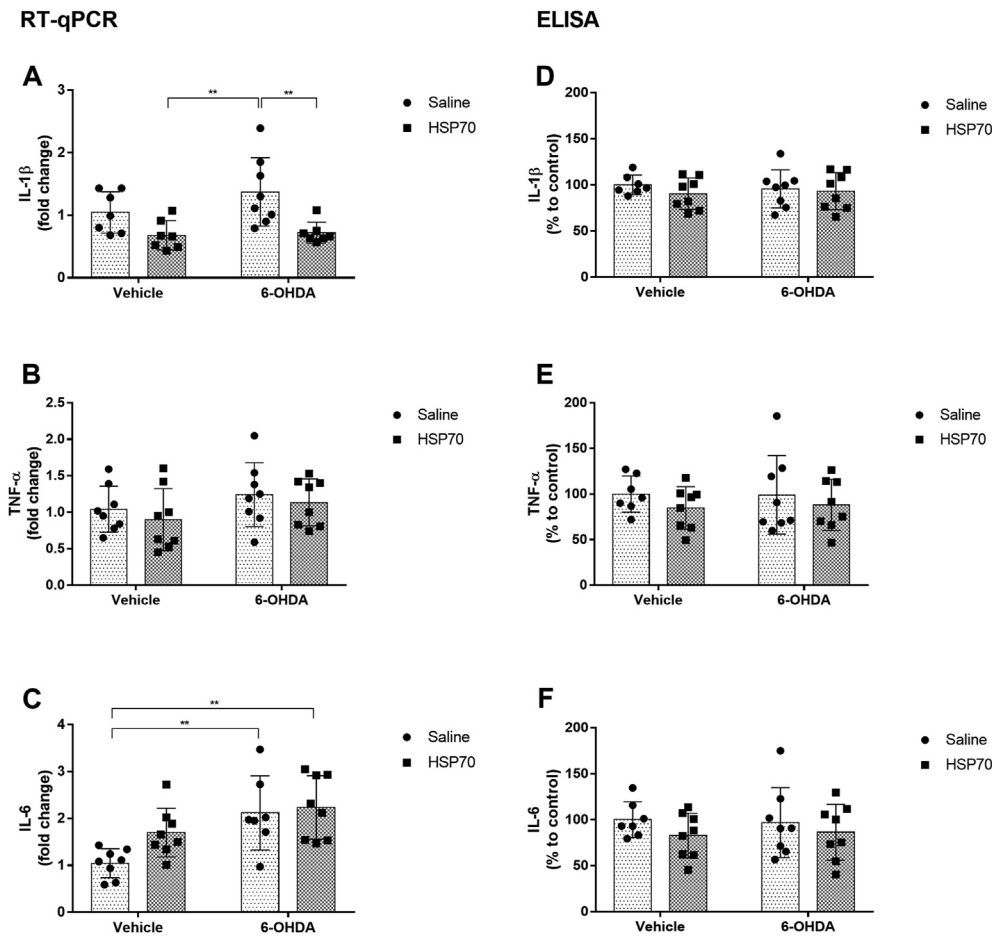 RT-qPCR
ELISA
A
IL-1β
(fold change)
3
2
1
0
**
**
Vehicle
6-OHDA
Saline
HSP70
D
IL-1β
(% to control)
200
150
100
50
0
Vehicle
6-OHDA
Saline
HSP70
B
TNF-α
(fold change)
2.5
2.0
1.5
1.0
0.5
0.0
Vehicle
6-OHDA
Saline
HSP70
E
TNF-α
(% to control)
200
150
100
50
0
Vehicle
6-OHDA
Saline
HSP70
C
IL-6
(fold change)
4
3
2
1
0
**
**
Vehicle
6-OHDA
Saline
HSP70
F
IL-6
(% to control)
200
150
100
50
0
Vehicle
6-OHDA
Saline
HSP70